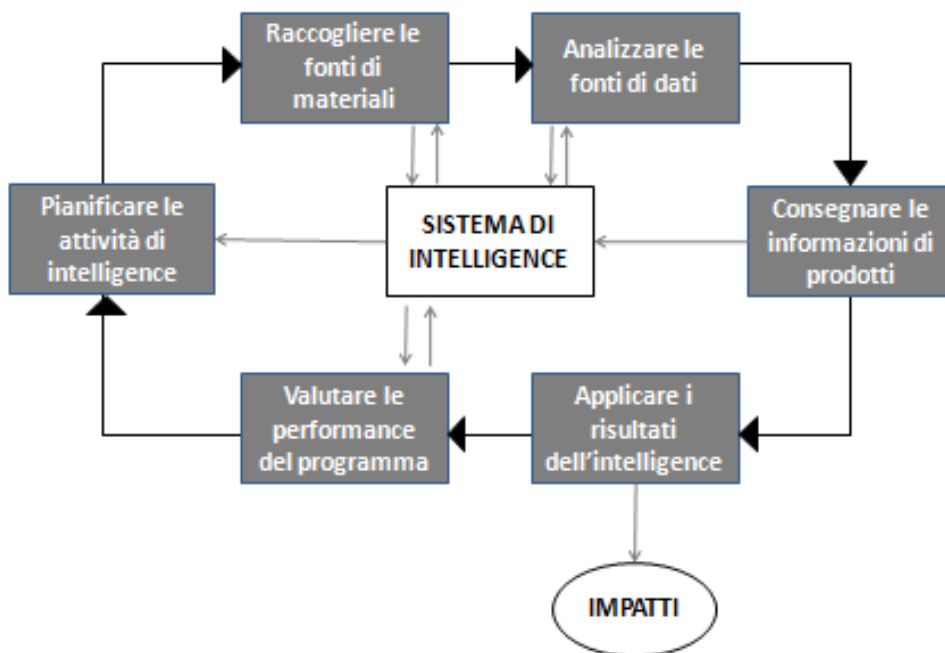 Raccogliere le
fonti di
materiali
Analizzare le
fonti di dati
Pianificare le
attività di
intelligence
SISTEMA DI
INTELLIGENCE
Consegnare le
informazioni di
prodotti
Valutare le
performance
del programma
Applicare i
risultati
dell'intelligence
IMPATTI